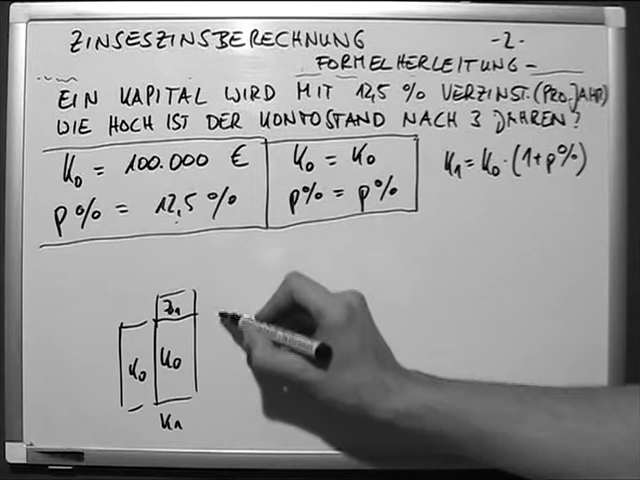 ZINSESZINSBERECHNUNG -2-
FORMELHERLEITUNG -
EIN KAPITAL WIRD MIT 12,5 % VERZINST. (PRO JAHR)
WIE HOCH IST DER KONTOSTAND NACH 3 JAHREN?
K₀ = 100.000 €
p% = 12,5 %
K₀ = K₀
p% = p%
K₁ = K₀ · (1+p%)
Z₁
K₀
K₀
K₁